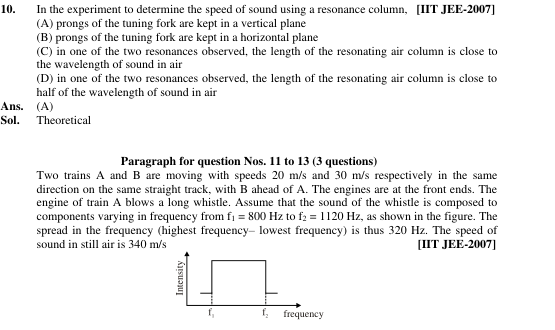 10. In the experiment to determine the speed of sound using a resonance column, [IIT JEE-2007]
(A) prongs of the tuning fork are kept in a vertical plane
(B) prongs of the tuning fork are kept in a horizontal plane
(C) in one of the two resonances observed, the length of the resonating air column is close to
the wavelength of sound in air
(D) in one of the two resonances observed, the length of the resonating air column is close to
half of the wavelength of sound in air
Ans. (A)
Sol. Theoretical
Paragraph for question Nos. 11 to 13 (3 questions)
Two trains A and B are moving with speeds 20 m/s and 30 m/s respectively in the same
direction on the same straight track, with B ahead of A. The engines are at the front ends. The
engine of train A blows a long whistle. Assume that the sound of the whistle is composed to
components varying in frequency from f₁ = 800 Hz to f₂ = 1120 Hz, as shown in the figure. The
spread in the frequency (highest frequency– lowest frequency) is thus 320 Hz. The speed of
sound in still air is 340 m/s [IIT JEE-2007]
Intensity
f₁ f₂ frequency